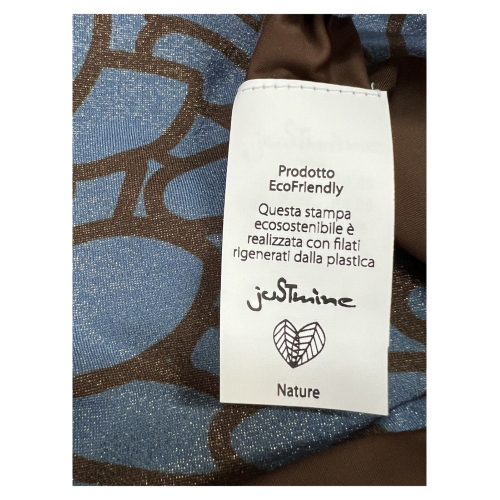 Prodotto
EcoFriendly
Questa stampa
ecosostenibile è
realizzata con filati
rigenerati dalla plastica
juSTmine
Nature